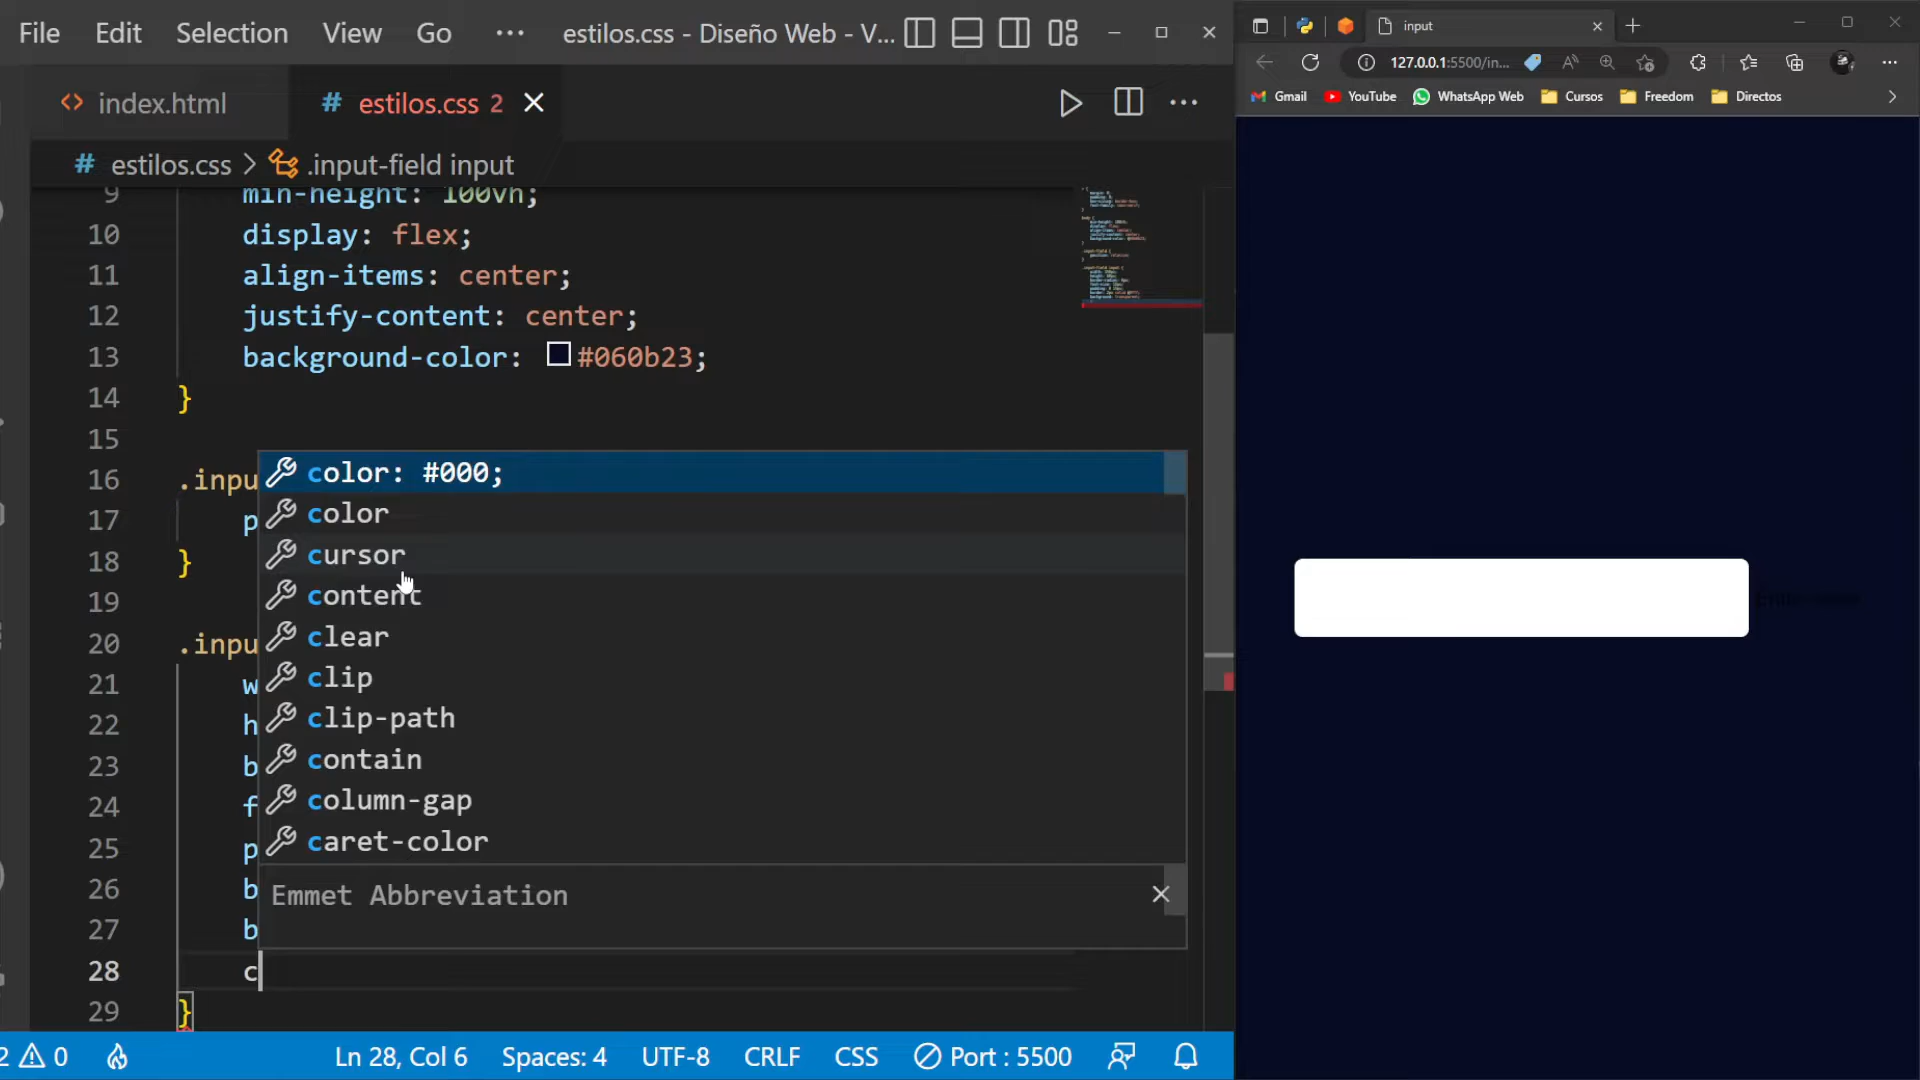 File Edit Selection View Go ··· estilos.css - Diseño Web - V...
index.html
estilos.css 2
estilos.css > .input-field input
9 min-height: 100vh;
10 display: flex;
11 align-items: center;
12 justify-content: center;
13 background-color: #060b23;
14 }
15
16 .inpu
17 p
18 }
19
20 .inpu
21 w
22 h
23 b
24 f
25 p
26 b
27 b
28 c
29 }
color: #000;
color
cursor
content
clear
clip
clip-path
contain
column-gap
caret-color
Emmet Abbreviation
2 0 Ln 28, Col 6 Spaces: 4 UTF-8 CRLF CSS Port : 5500
input
127.0.0.1:5500/in...
Gmail YouTube WhatsApp Web Cursos Freedom Directos